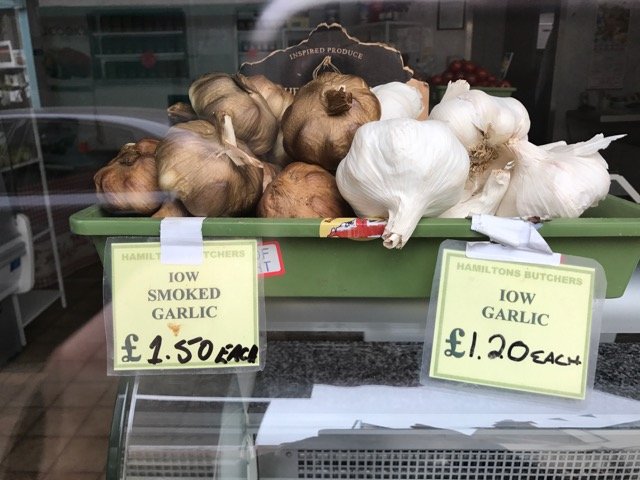 INSPIRED PRODUCE
HAMILTONS BUTCHERS
IOW
SMOKED
GARLIC
£1.50 EACH
HAMILTONS BUTCHERS
IOW
GARLIC
£1.20 EACH